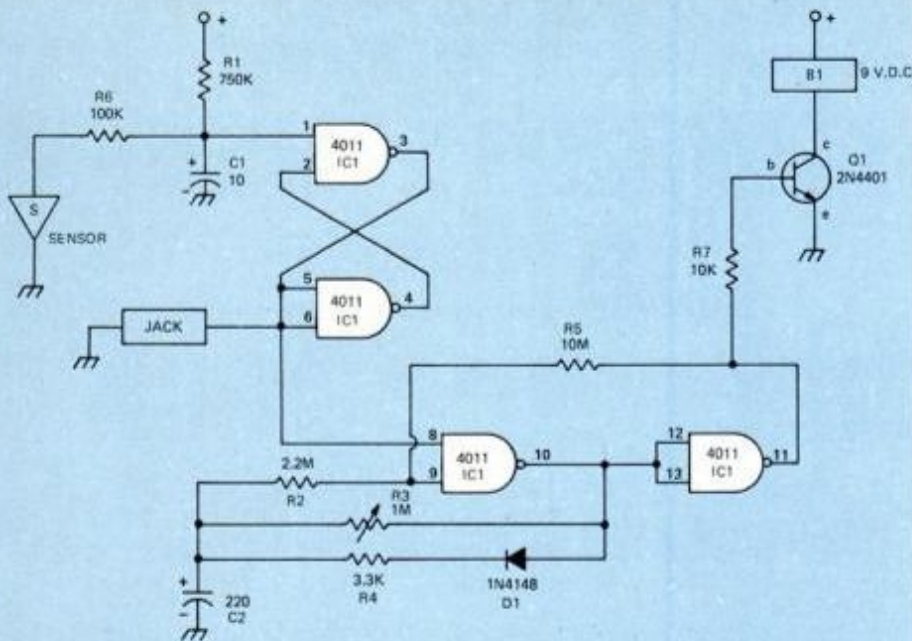 +
R1
750K
R6
100K
1
2
4011
IC1
3
+
C1
10
-
S
SENSOR
5
6
4011
IC1
4
JACK
+
B1
9 V.D.C.
c
b
Q1
2N4401
e
R7
10K
R5
10M
8
9
4011
IC1
10
12
13
4011
IC1
11
2.2M
R2
R3
1M
3.3K
R4
1N4148
D1
+
220
-
C2